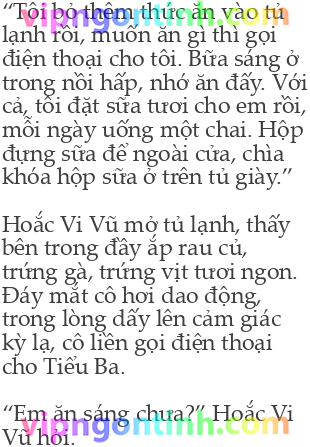 “Tôi bỏ thêm thức ăn vào tủ
lạnh rồi, muốn ăn gì thì gọi
điện thoại cho tôi. Bữa sáng ở
trong nồi hấp, nhớ ăn đấy. Với
cả, tôi đặt sữa tươi cho em rồi,
mỗi ngày uống một chai. Hộp
đựng sữa để ngoài cửa, chìa
khóa hộp sữa ở trên tủ giày.”
Hoắc Vi Vũ mở tủ lạnh, thấy
bên trong đầy ắp rau củ,
trứng gà, trứng vịt tươi ngon.
Đáy mắt cô hơi dao động,
trong lòng dấy lên cảm giác
kỳ lạ, cô liền gọi điện thoại
cho Tiểu Ba.
“Em ăn sáng chưa?” Hoắc Vi
Vũ hỏi.
vipngontinh.com
vipngontinh.com